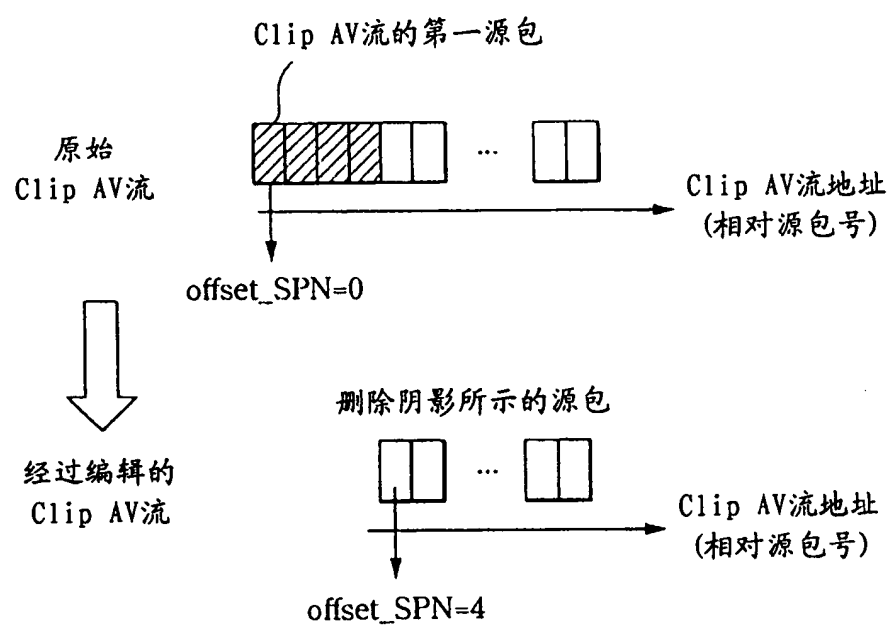 Clip AV流的第一源包
原始
Clip AV流
...
Clip AV流地址
(相对源包号)
offset_SPN=0
删除阴影所示的源包
经过编辑的
Clip AV流
...
Clip AV流地址
(相对源包号)
offset_SPN=4